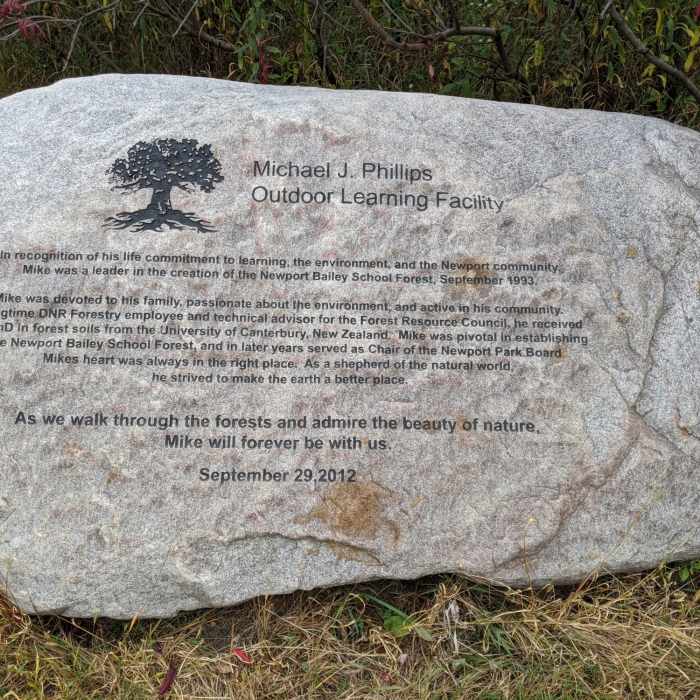 Michael J. Phillips
Outdoor Learning Facility
In recognition of his life commitment to learning, the environment, and the Newport community.
Mike was a leader in the creation of the Newport Bailey School Forest, September 1993.
Mike was devoted to his family, passionate about the environment, and active in his community.
gtime DNR Forestry employee and technical advisor for the Forest Resource Council, he received
hD in forest soils from the University of Canterbury, New Zealand. Mike was pivotal in establishing
e Newport Bailey School Forest, and in later years served as Chair of the Newport Park Board.
Mikes heart was always in the right place. As a shepherd of the natural world,
he strived to make the earth a better place.
As we walk through the forests and admire the beauty of nature,
Mike will forever be with us.
September 29,2012